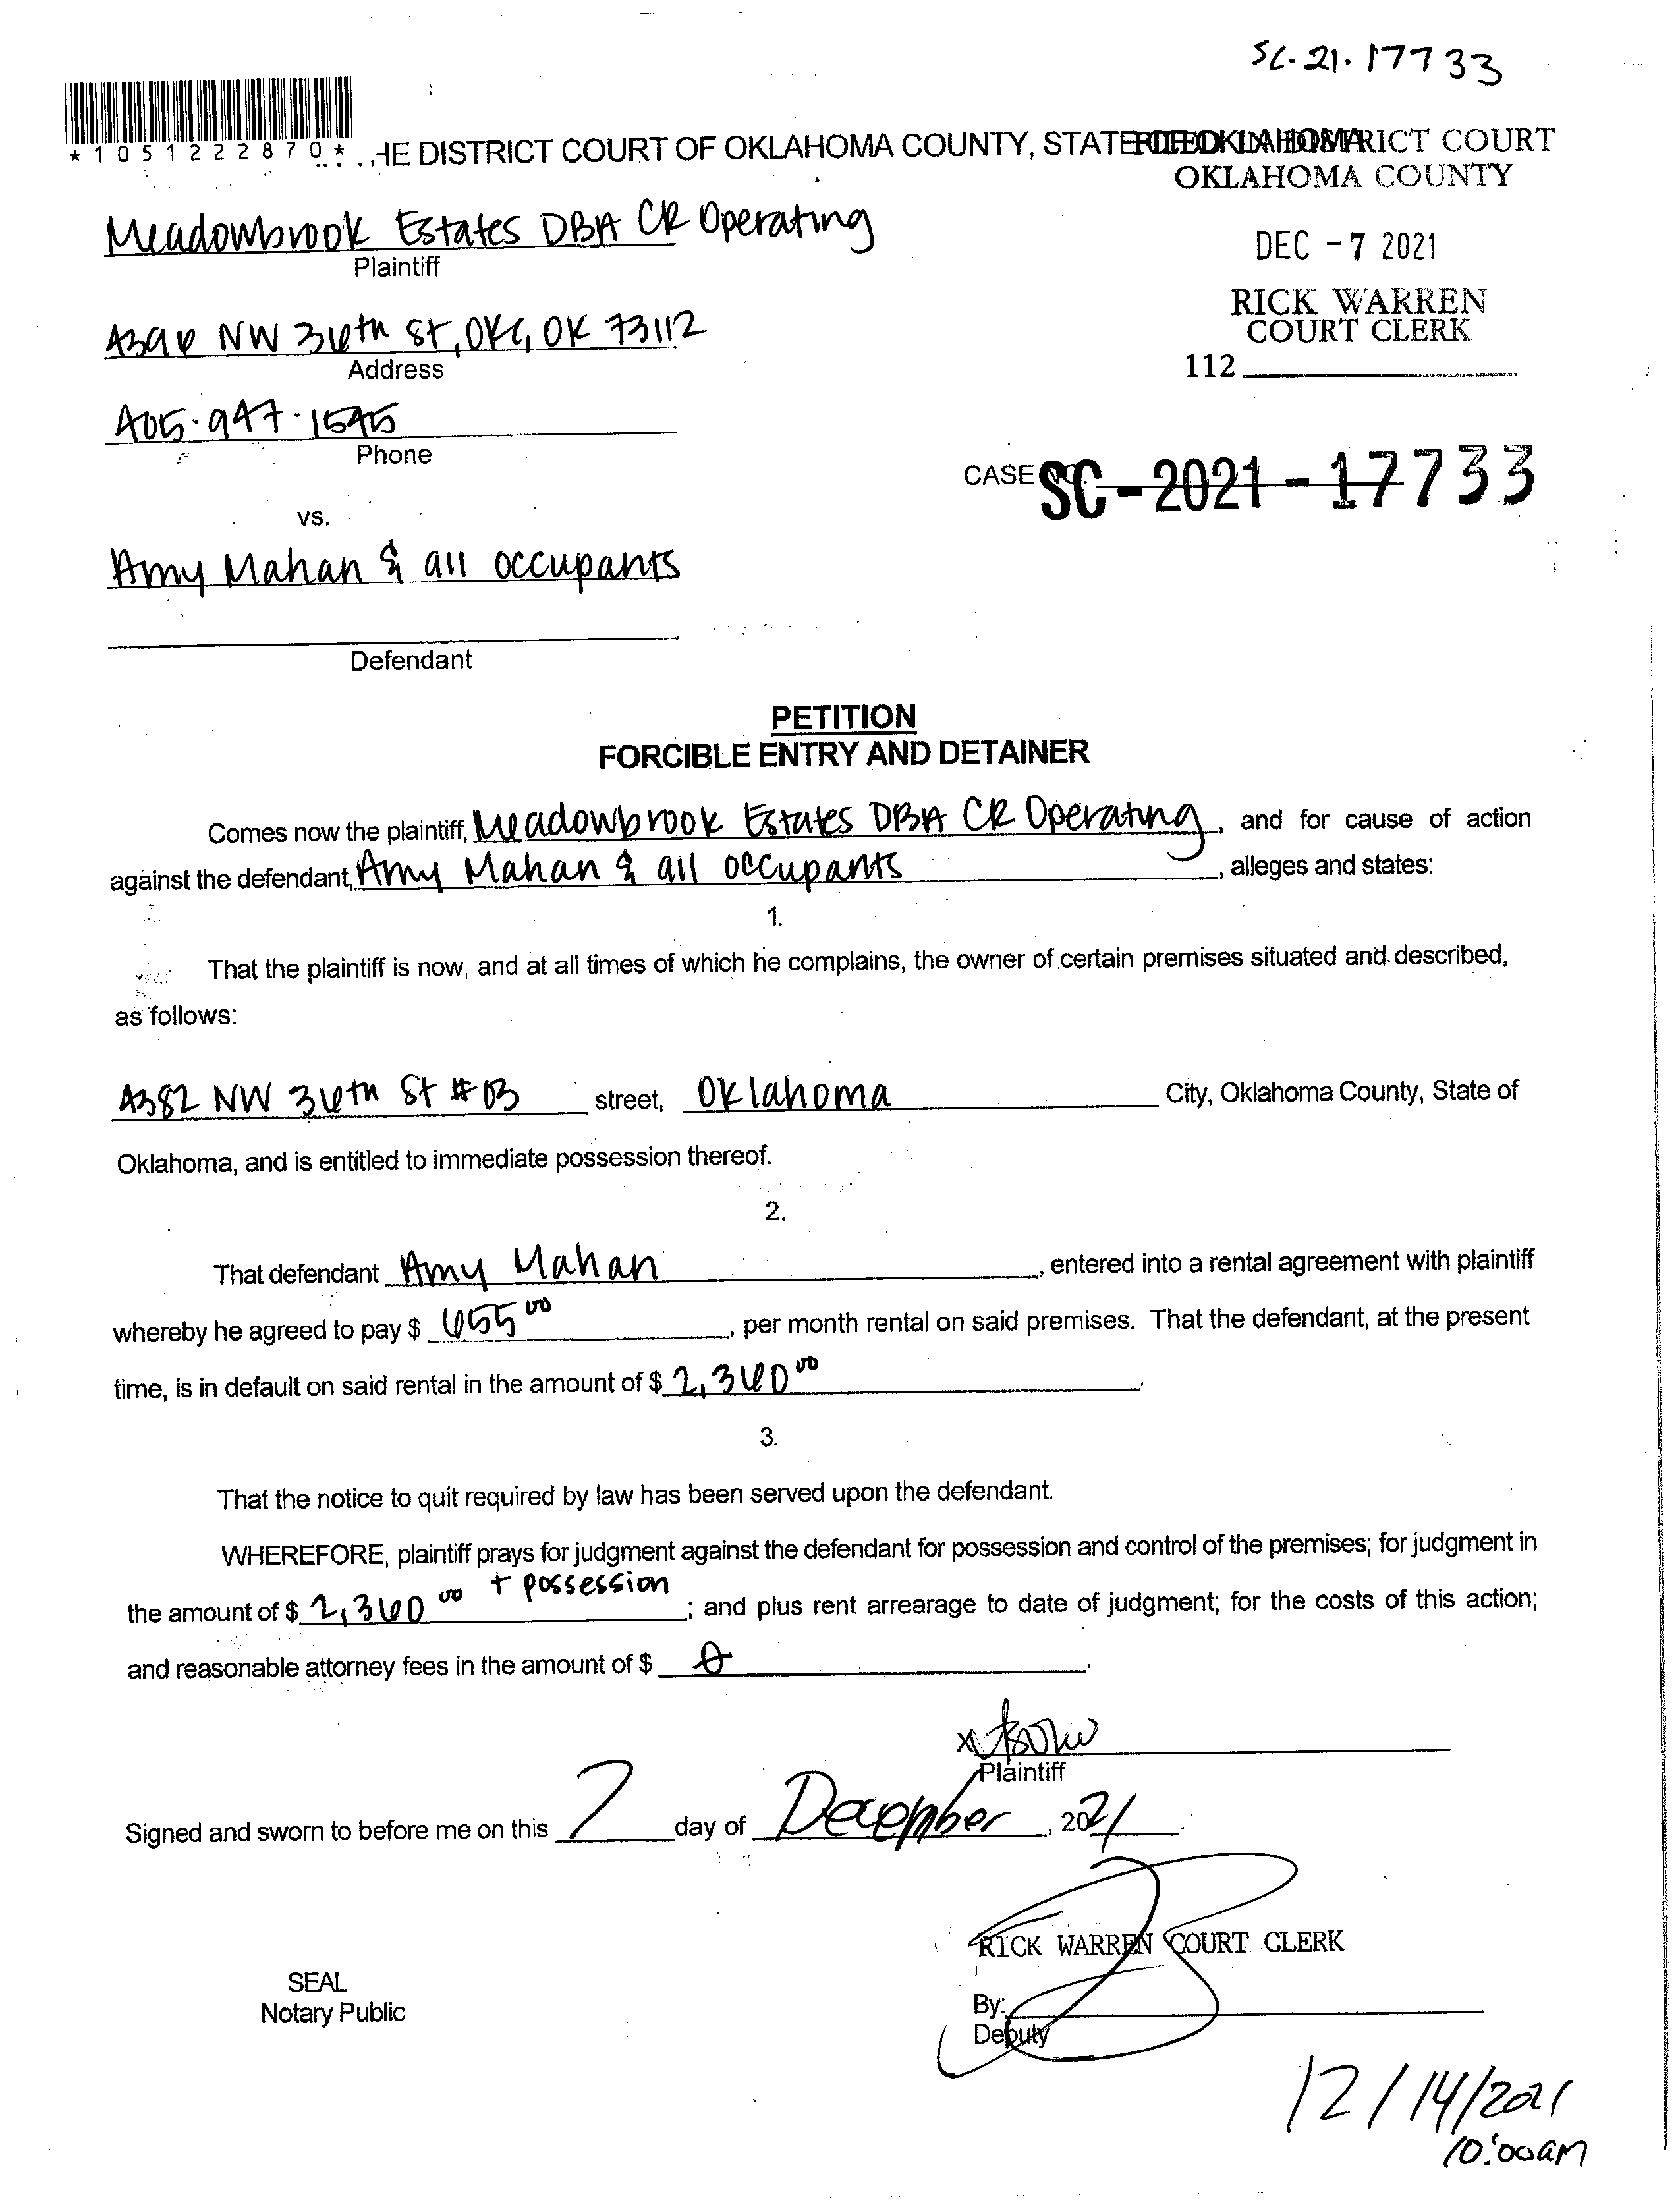 SC.21.17733
*1051222870*
HE DISTRICT COURT OF OKLAHOMA COUNTY, STATE OF OKLAHOMA
FILED IN DISTRICT COURT
OKLAHOMA COUNTY
DEC -7 2021
RICK WARREN
COURT CLERK
112
Meadowbrook Estates DBA CR Operating
Plaintiff
4396 NW 36th St, OKC, OK 73112
Address
405.947.1545
Phone
CASE NO. SC-2021-17733
vs.
Amy Mahan & all occupants
Defendant
PETITION
FORCIBLE ENTRY AND DETAINER
Comes now the plaintiff, Meadowbrook Estates DBA CR Operating, and for cause of action
against the defendant, Amy Mahan & all occupants, alleges and states:
1.
That the plaintiff is now, and at all times of which he complains, the owner of certain premises situated and described,
as follows:
4382 NW 36th St #03 street, Oklahoma City, Oklahoma County, State of
Oklahoma, and is entitled to immediate possession thereof.
2.
That defendant Amy Mahan, entered into a rental agreement with plaintiff
whereby he agreed to pay $ 655 00, per month rental on said premises. That the defendant, at the present
time, is in default on said rental in the amount of $ 2,360 00.
3.
That the notice to quit required by law has been served upon the defendant.
WHEREFORE, plaintiff prays for judgment against the defendant for possession and control of the premises; for judgment in
the amount of $ 2,360 00 + possession; and plus rent arrearage to date of judgment; for the costs of this action;
and reasonable attorney fees in the amount of $ 0.
Plaintiff
Signed and sworn to before me on this 7 day of December, 2021.
RICK WARREN COURT CLERK
SEAL
Notary Public
By:
Deputy
12/14/2021
10:00am